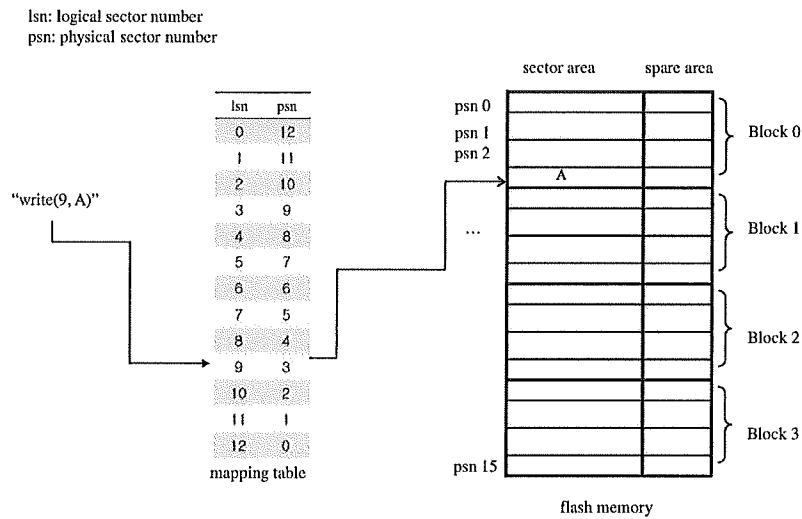 lsn: logical sector number
psn: physical sector number
sector area spare area
lsn psn
0 12
1 11
2 10
3 9
4 8
5 7
6 6
7 5
8 4
9 3
10 2
11 1
12 0
mapping table
"write(9, A)"
psn 0
psn 1
psn 2
A
...
psn 15
Block 0
Block 1
Block 2
Block 3
flash memory